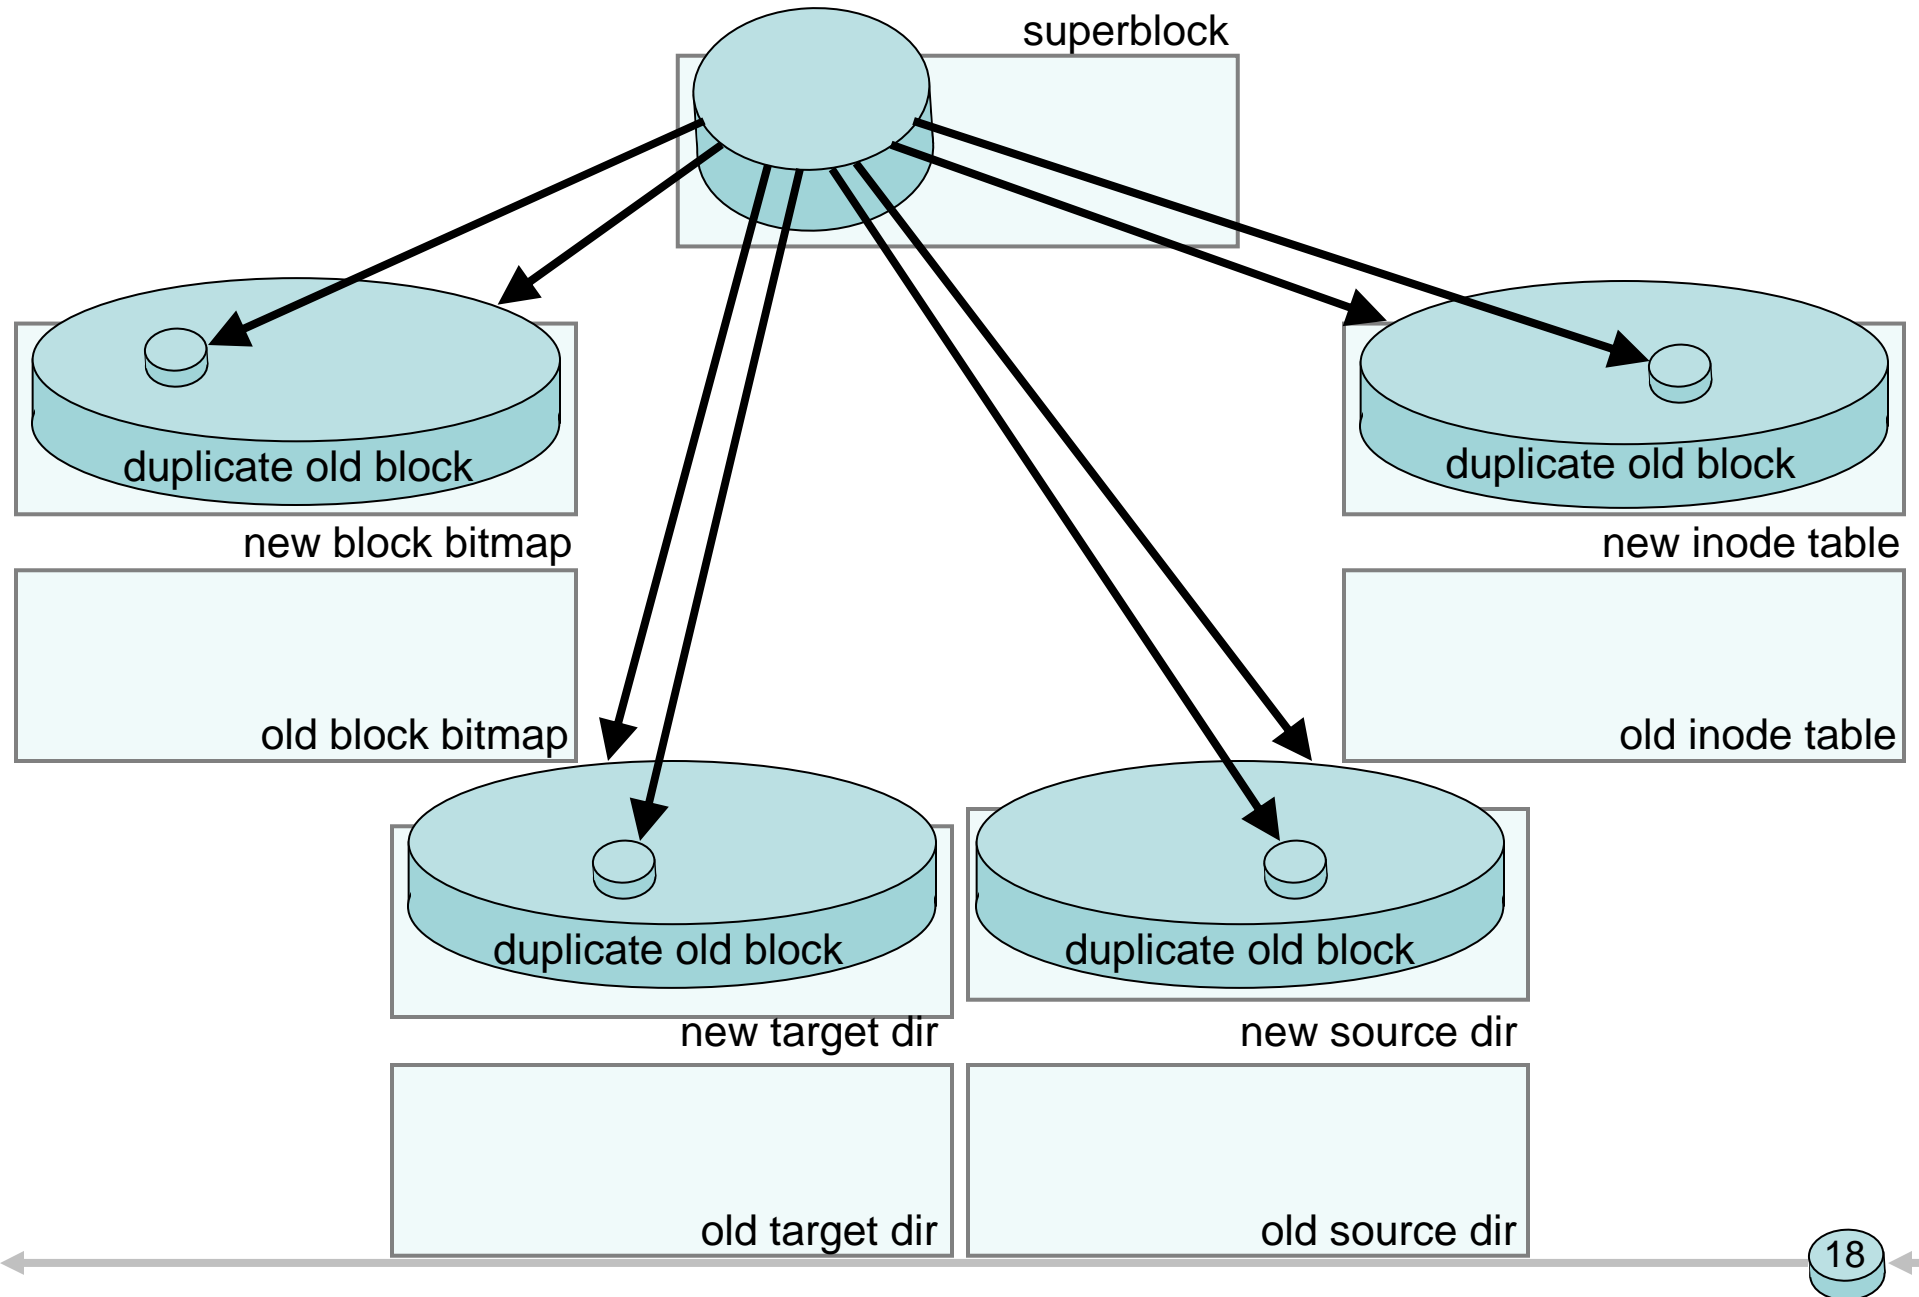 superblock
duplicate old block
duplicate old block
new block bitmap
new inode table
old block bitmap
old inode table
duplicate old block
duplicate old block
new target dir
new source dir
old target dir
old source dir
18